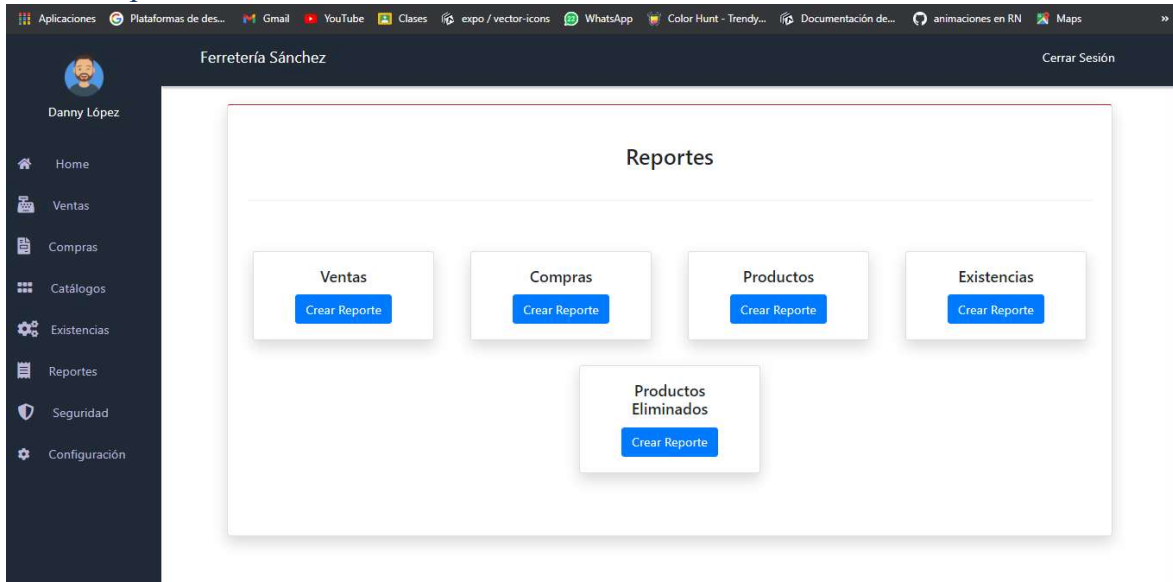 Aplicaciones Plataformas de des... Gmail YouTube Clases expo / vector-icons WhatsApp Color Hunt - Trendy... Documentación de... animaciones en RN Maps »
Ferretería Sánchez Cerrar Sesión
Danny López
Home
Ventas
Compras
Catálogos
Existencias
Reportes
Seguridad
Configuración
Reportes
Ventas
Crear Reporte
Compras
Crear Reporte
Productos
Crear Reporte
Existencias
Crear Reporte
Productos
Eliminados
Crear Reporte